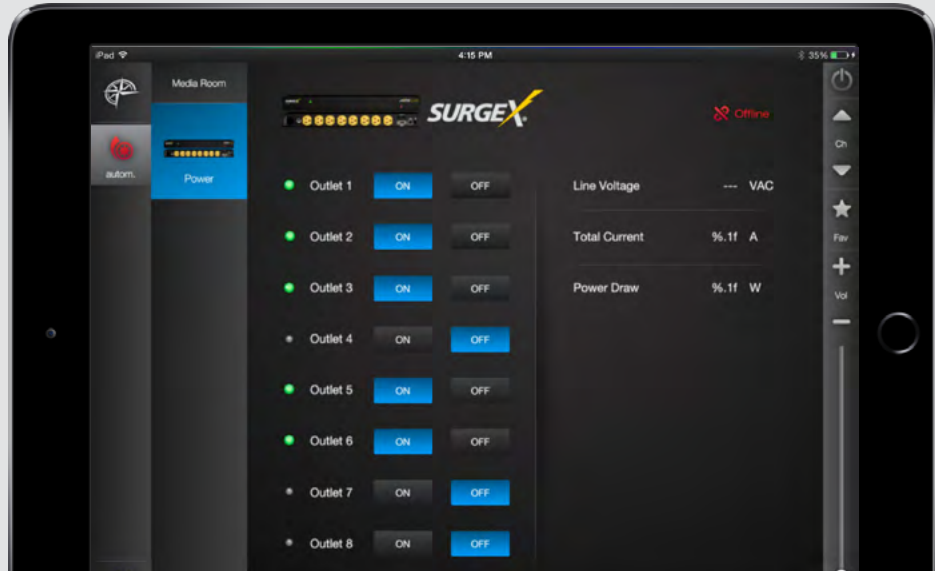 iPad 4:15 PM 35%
Media Room
autom.
Power
SURGEX
Offline
Outlet 1 ON OFF
Outlet 2 ON OFF
Outlet 3 ON OFF
Outlet 4 ON OFF
Outlet 5 ON OFF
Outlet 6 ON OFF
Outlet 7 ON OFF
Outlet 8 ON OFF
Line Voltage --- VAC
Total Current %.1f A
Power Draw %.1f W
Ch
Fav
Vol